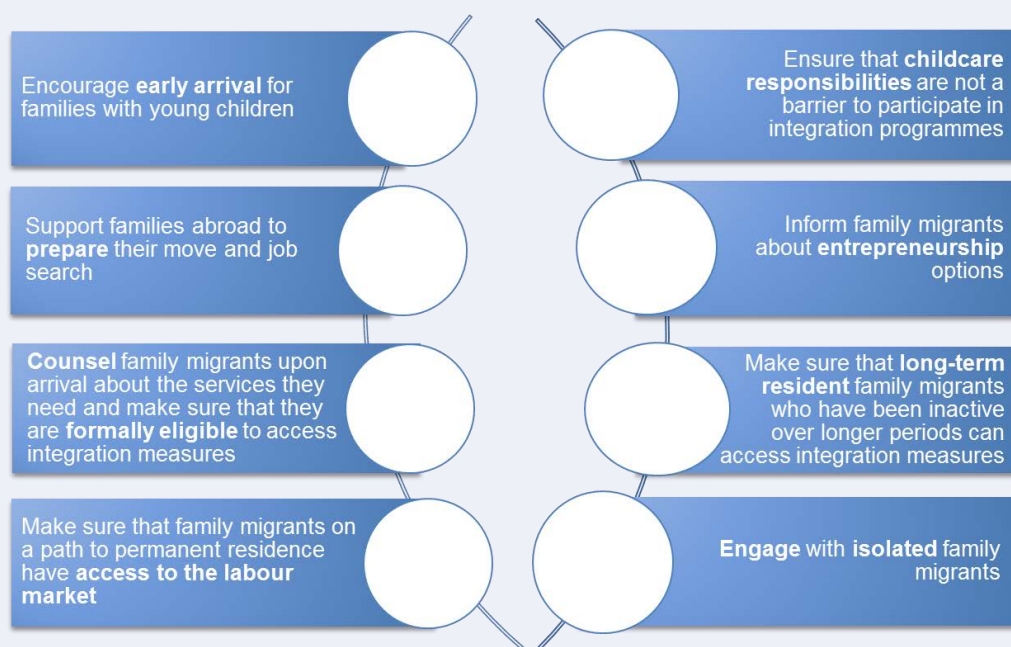 Encourage early arrival for
families with young children
Support families abroad to
prepare their move and job
search
Counsel family migrants upon
arrival about the services they
need and make sure that they
are formally eligible to access
integration measures
Make sure that family migrants on
a path to permanent residence
have access to the labour
market
Ensure that childcare
responsibilities are not a
barrier to participate in
integration programmes
Inform family migrants
about entrepreneurship
options
Make sure that long-term
resident family migrants
who have been inactive
over longer periods can
access integration measures
Engage with isolated family
migrants